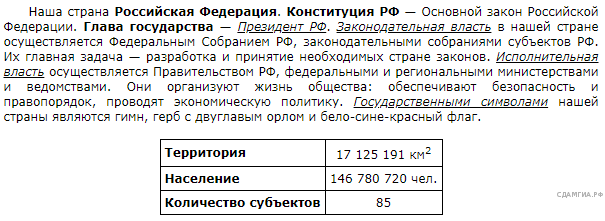 Наша страна Российская Федерация. Конституция РФ — Основной закон Российской
Федерации. Глава государства — Президент РФ. Законодательная власть в нашей стране
осуществляется Федеральным Собранием РФ, законодательными собраниями субъектов РФ.
Их главная задача — разработка и принятие необходимых стране законов. Исполнительная
власть осуществляется Правительством РФ, федеральными и региональными министерствами
и ведомствами. Они организуют жизнь общества: обеспечивают безопасность и
правопорядок, проводят экономическую политику. Государственными символами нашей
страны являются гимн, герб с двуглавым орлом и бело-сине-красный флаг.
Территория 17 125 191 км²
Население 146 780 720 чел.
Количество субъектов 85
СДАМГИА.РФ